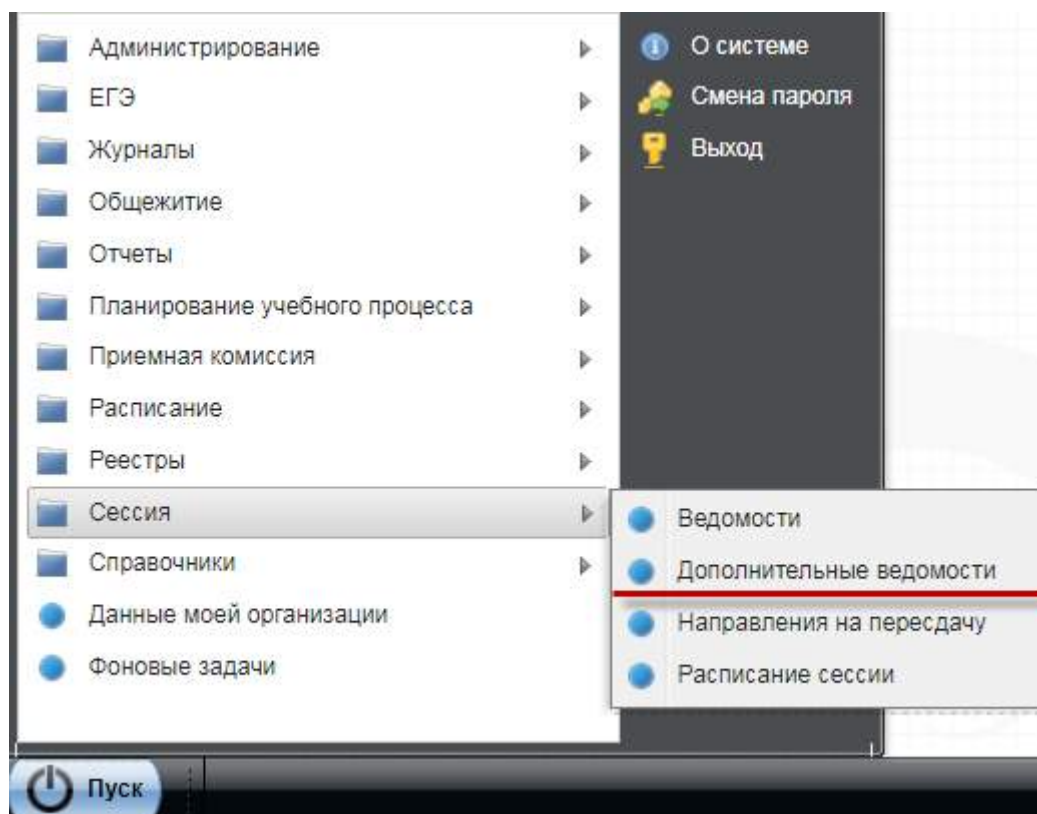 Администрирование
ЕГЭ
Журналы
Общежитие
Отчеты
Планирование учебного процесса
Приемная комиссия
Расписание
Реестры
Сессия
Справочники
Данные моей организации
Фоновые задачи
О системе
Смена пароля
Выход
Ведомости
Дополнительные ведомости
Направления на пересдачу
Расписание сессии
Пуск